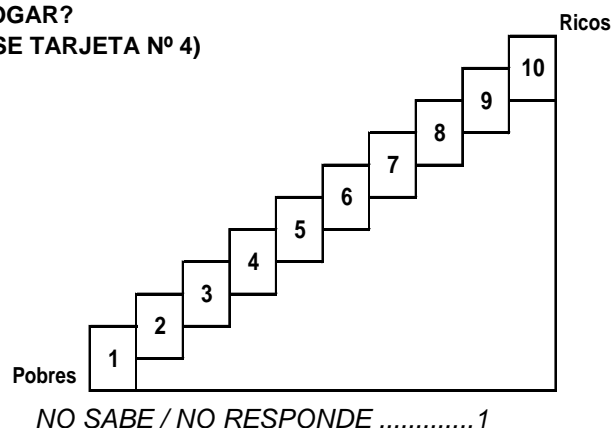 OGAR?
SE TARJETA Nº 4)
Ricos
10
9
8
7
6
5
4
3
2
1
Pobres
NO SABE / NO RESPONDE .............1